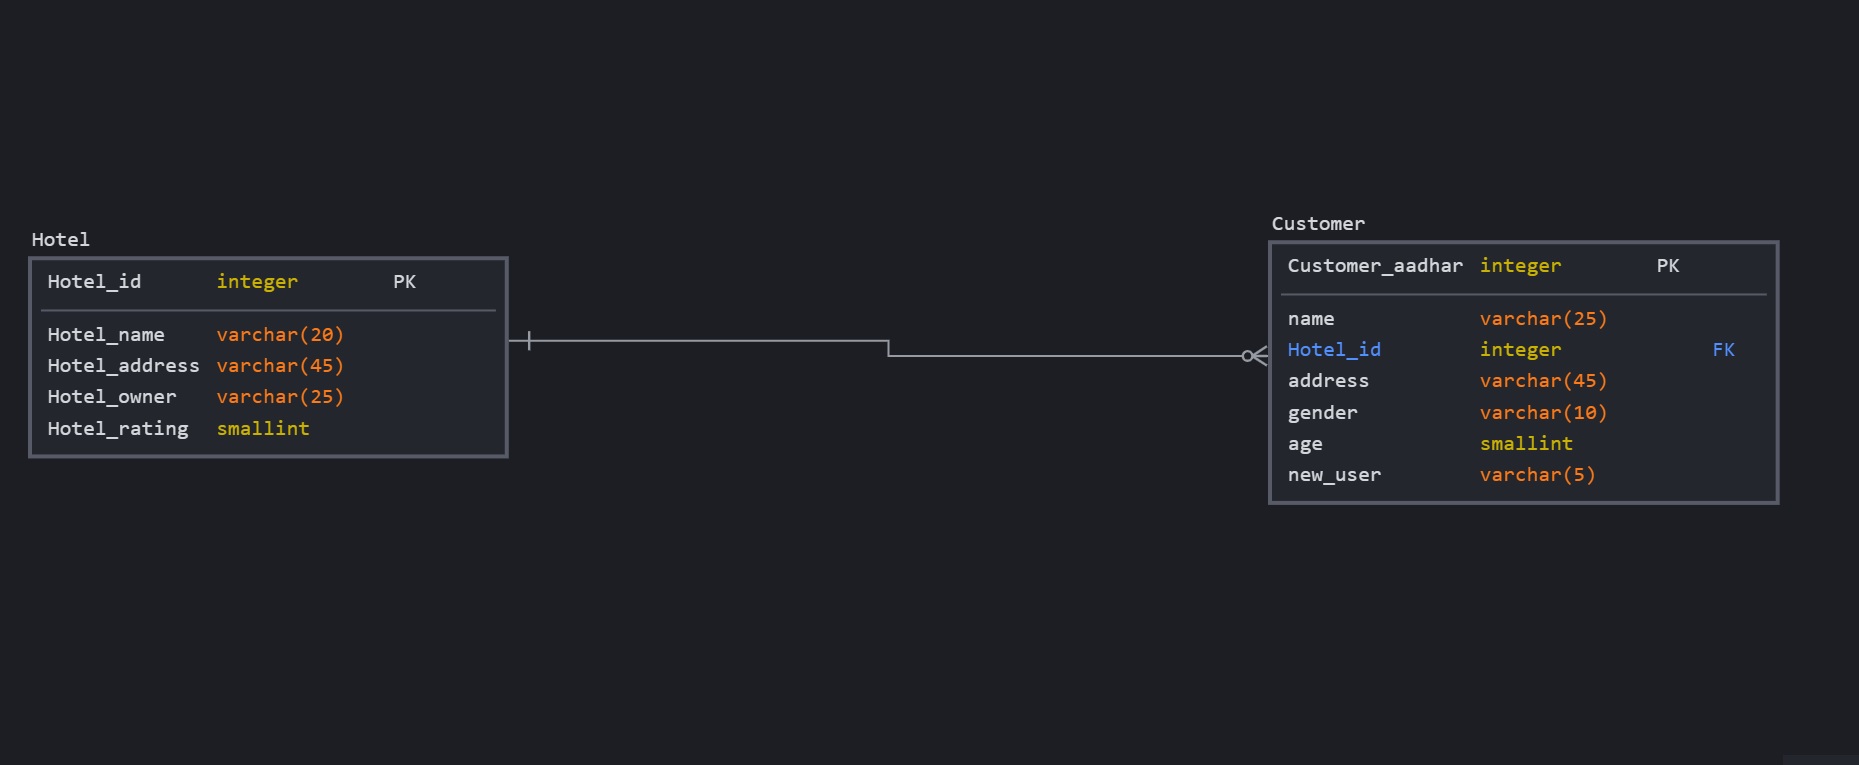 Hotel
Hotel_id integer PK
Hotel_name varchar(20)
Hotel_address varchar(45)
Hotel_owner varchar(25)
Hotel_rating smallint
Customer
Customer_aadhar integer PK
name varchar(25)
Hotel_id integer FK
address varchar(45)
gender varchar(10)
age smallint
new_user varchar(5)